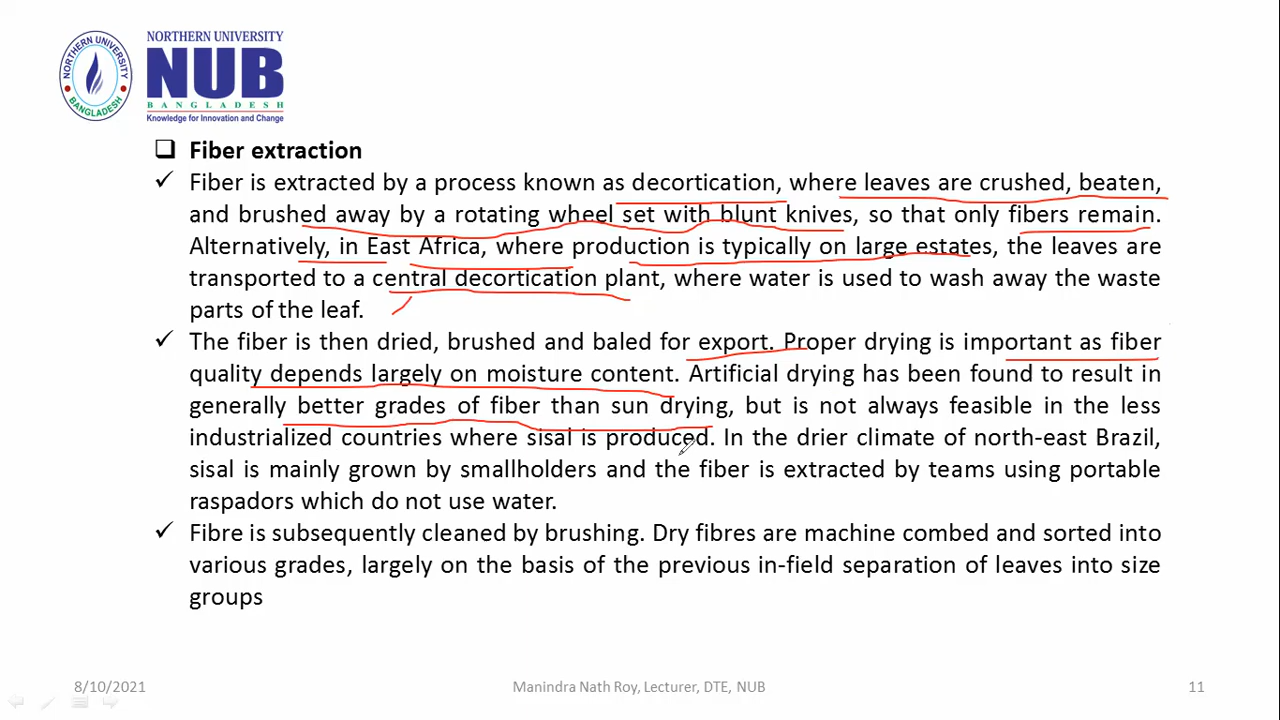 NORTHERN UNIVERSITY
BANGLADESH
NORTHERN UNIVERSITY
NUB
BANGLADESH
Knowledge for Innovation and Change
Fiber extraction
Fiber is extracted by a process known as decortication, where leaves are crushed, beaten,
and brushed away by a rotating wheel set with blunt knives, so that only fibers remain.
Alternatively, in East Africa, where production is typically on large estates, the leaves are
transported to a central decortication plant, where water is used to wash away the waste
parts of the leaf.
The fiber is then dried, brushed and baled for export. Proper drying is important as fiber
quality depends largely on moisture content. Artificial drying has been found to result in
generally better grades of fiber than sun drying, but is not always feasible in the less
industrialized countries where sisal is produced. In the drier climate of north-east Brazil,
sisal is mainly grown by smallholders and the fiber is extracted by teams using portable
raspadors which do not use water.
Fibre is subsequently cleaned by brushing. Dry fibres are machine combed and sorted into
various grades, largely on the basis of the previous in-field separation of leaves into size
groups
8/10/2021
Manindra Nath Roy, Lecturer, DTE, NUB
11